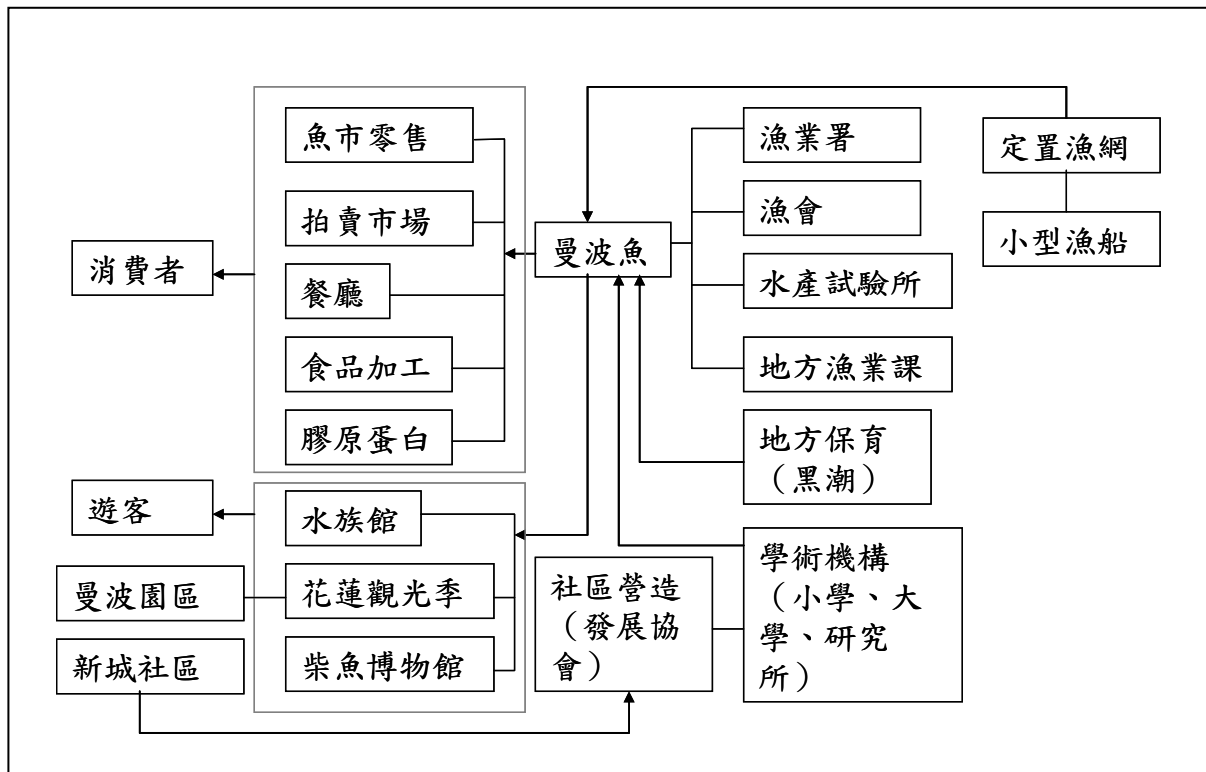 魚市零售
拍賣市場
消費者
餐廳
食品加工
膠原蛋白
曼波魚
漁業署
漁會
水產試驗所
地方漁業課
地方保育
（黑潮）
定置漁網
小型漁船
遊客
水族館
曼波園區
花蓮觀光季
新城社區
柴魚博物館
社區營造
（發展協
會）
學術機構
（小學、大
學、研究
所）